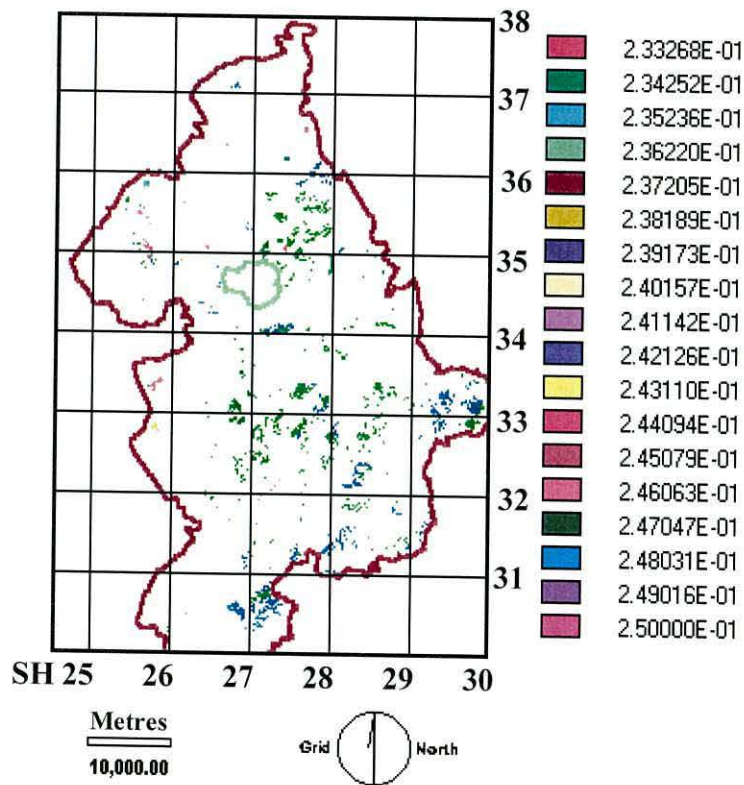 38
37
36
35
34
33
32
31
SH 25 26 27 28 29 30
2.33268E-01
2.34252E-01
2.35236E-01
2.36220E-01
2.37205E-01
2.38189E-01
2.39173E-01
2.40157E-01
2.41142E-01
2.42126E-01
2.43110E-01
2.44094E-01
2.45079E-01
2.46063E-01
2.47047E-01
2.48031E-01
2.49016E-01
2.50000E-01
Metres
10,000.00
Grid North